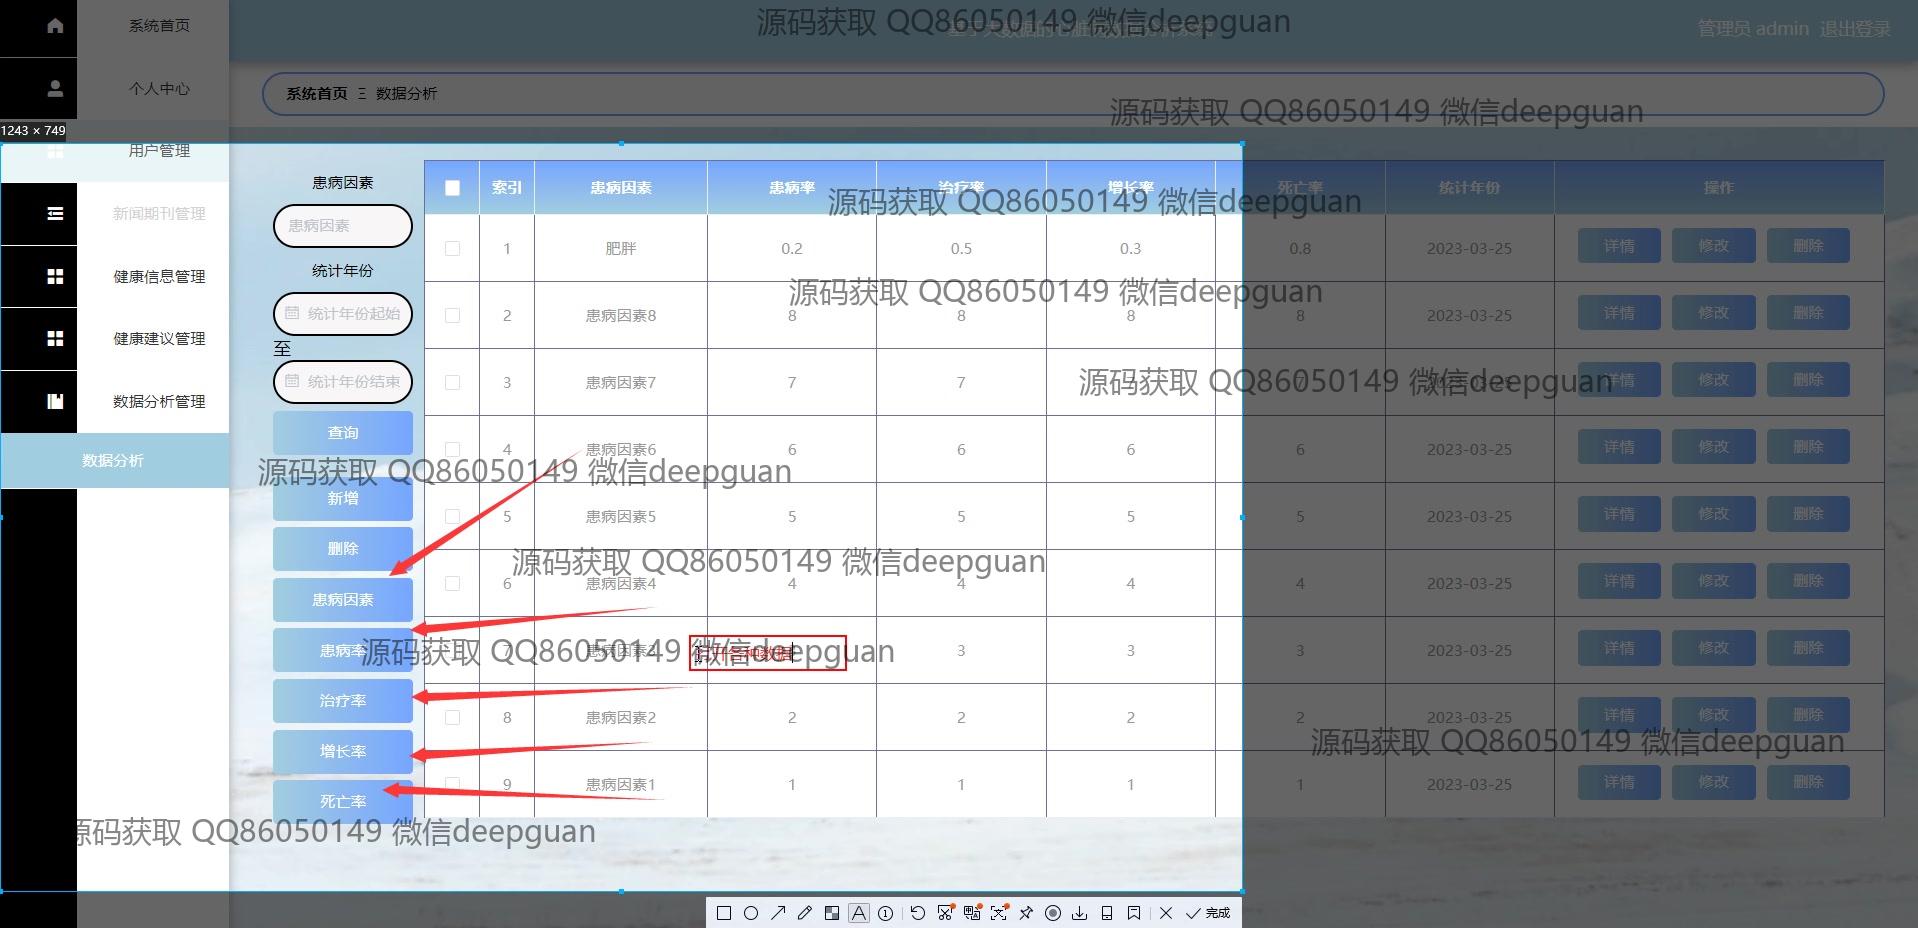 系统首页
基于大数据的心脏病数据分析系统
管理员 admin 退出登录
源码获取 QQ86050149 微信deepguan
个人中心
系统首页 Ξ 数据分析
源码获取 QQ86050149 微信deepguan
1243 × 749
用户管理
新闻期刊管理
健康信息管理
健康建议管理
数据分析管理
数据分析
患病因素
患病因素
统计年份
统计年份起始
至
统计年份结束
查询
新增
删除
患病因素
患病率
治疗率
增长率
死亡率
索引 患病因素 患病率 治疗率 增长率 死亡率 统计年份 操作
源码获取 QQ86050149 微信deepguan
1 肥胖 0.2 0.5 0.3 0.8 2023-03-25 详情 修改 删除
源码获取 QQ86050149 微信deepguan
2 患病因素8 8 8 8 8 2023-03-25 详情 修改 删除
3 患病因素7 7 7 7 2023-03-25 详情 修改 删除
源码获取 QQ86050149 微信deepguan
4 患病因素6 6 6 6 6 2023-03-25 详情 修改 删除
源码获取 QQ86050149 微信deepguan
5 患病因素5 5 5 5 5 2023-03-25 详情 修改 删除
源码获取 QQ86050149 微信deepguan
6 患病因素4 4 4 4 4 2023-03-25 详情 修改 删除
7 患病因素3 3 3 3 2023-03-25 详情 修改 删除
源码获取 QQ86050149 微信deepguan
各种数据
8 患病因素2 2 2 2 2 2023-03-25 详情 修改 删除
源码获取 QQ86050149 微信deepguan
9 患病因素1 1 1 1 1 2023-03-25 详情 修改 删除
源码获取 QQ86050149 微信deepguan
完成